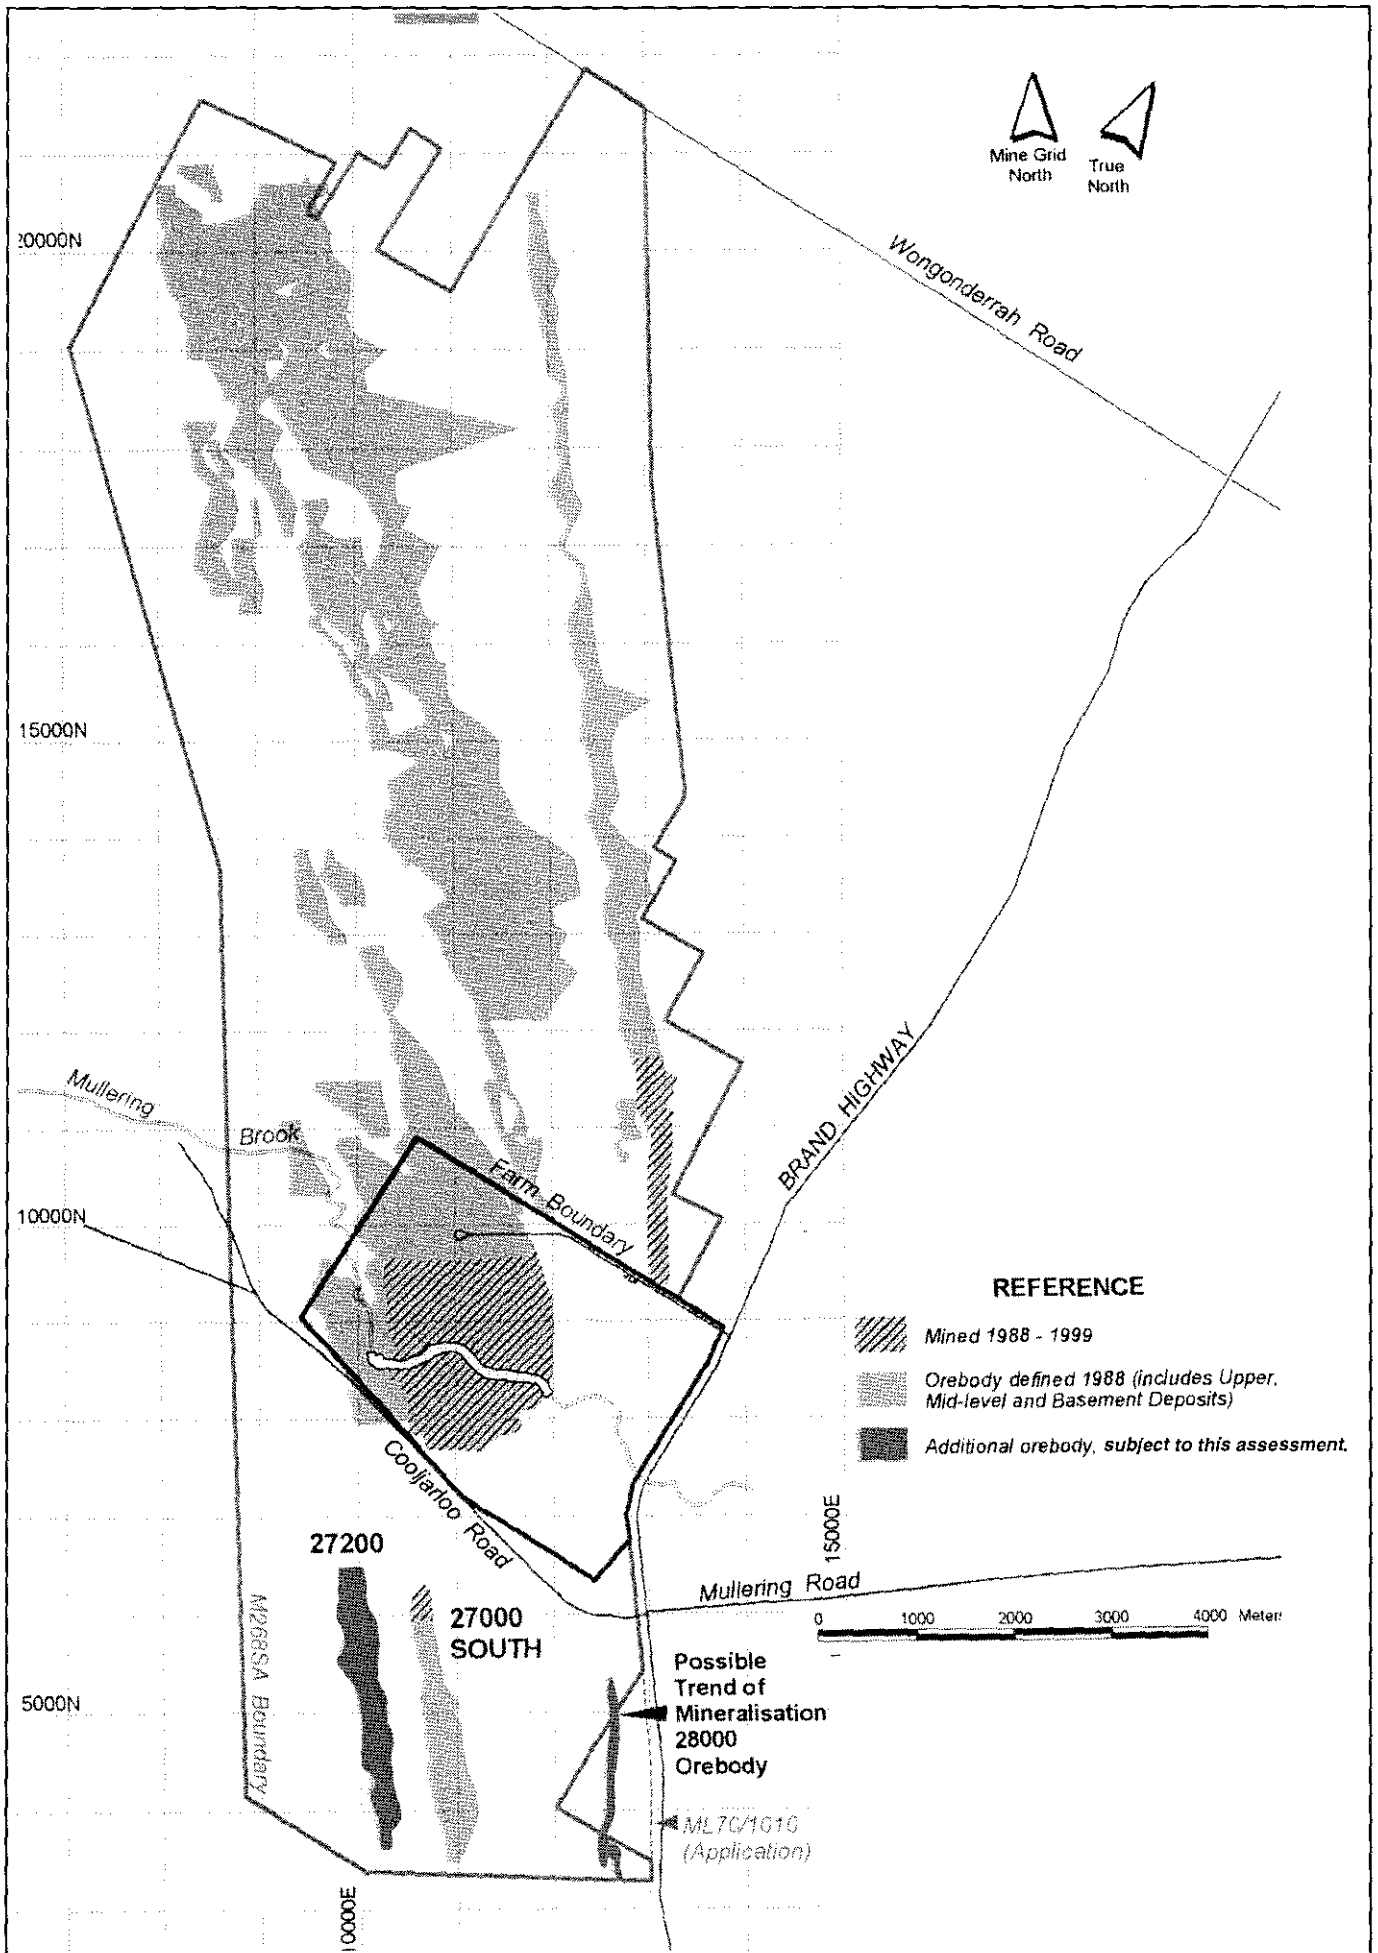 Mine Grid
North
True
North
20000N
Wongonderrah Road
15000N
Mullering
Brook
BRAND HIGHWAY
Farm Boundary
10000N
REFERENCE
Mined 1988 - 1999
Orebody defined 1988 (includes Upper,
Mid-level and Basement Deposits)
Additional orebody, subject to this assessment.
Cooljarloo Road
15000E
27200
Mullering Road
27000
SOUTH
0 1000 2000 3000 4000 Meters
M268SA Boundary
Possible
Trend of
Mineralisation
28000
Orebody
5000N
ML70/1010
(Application)
10000E